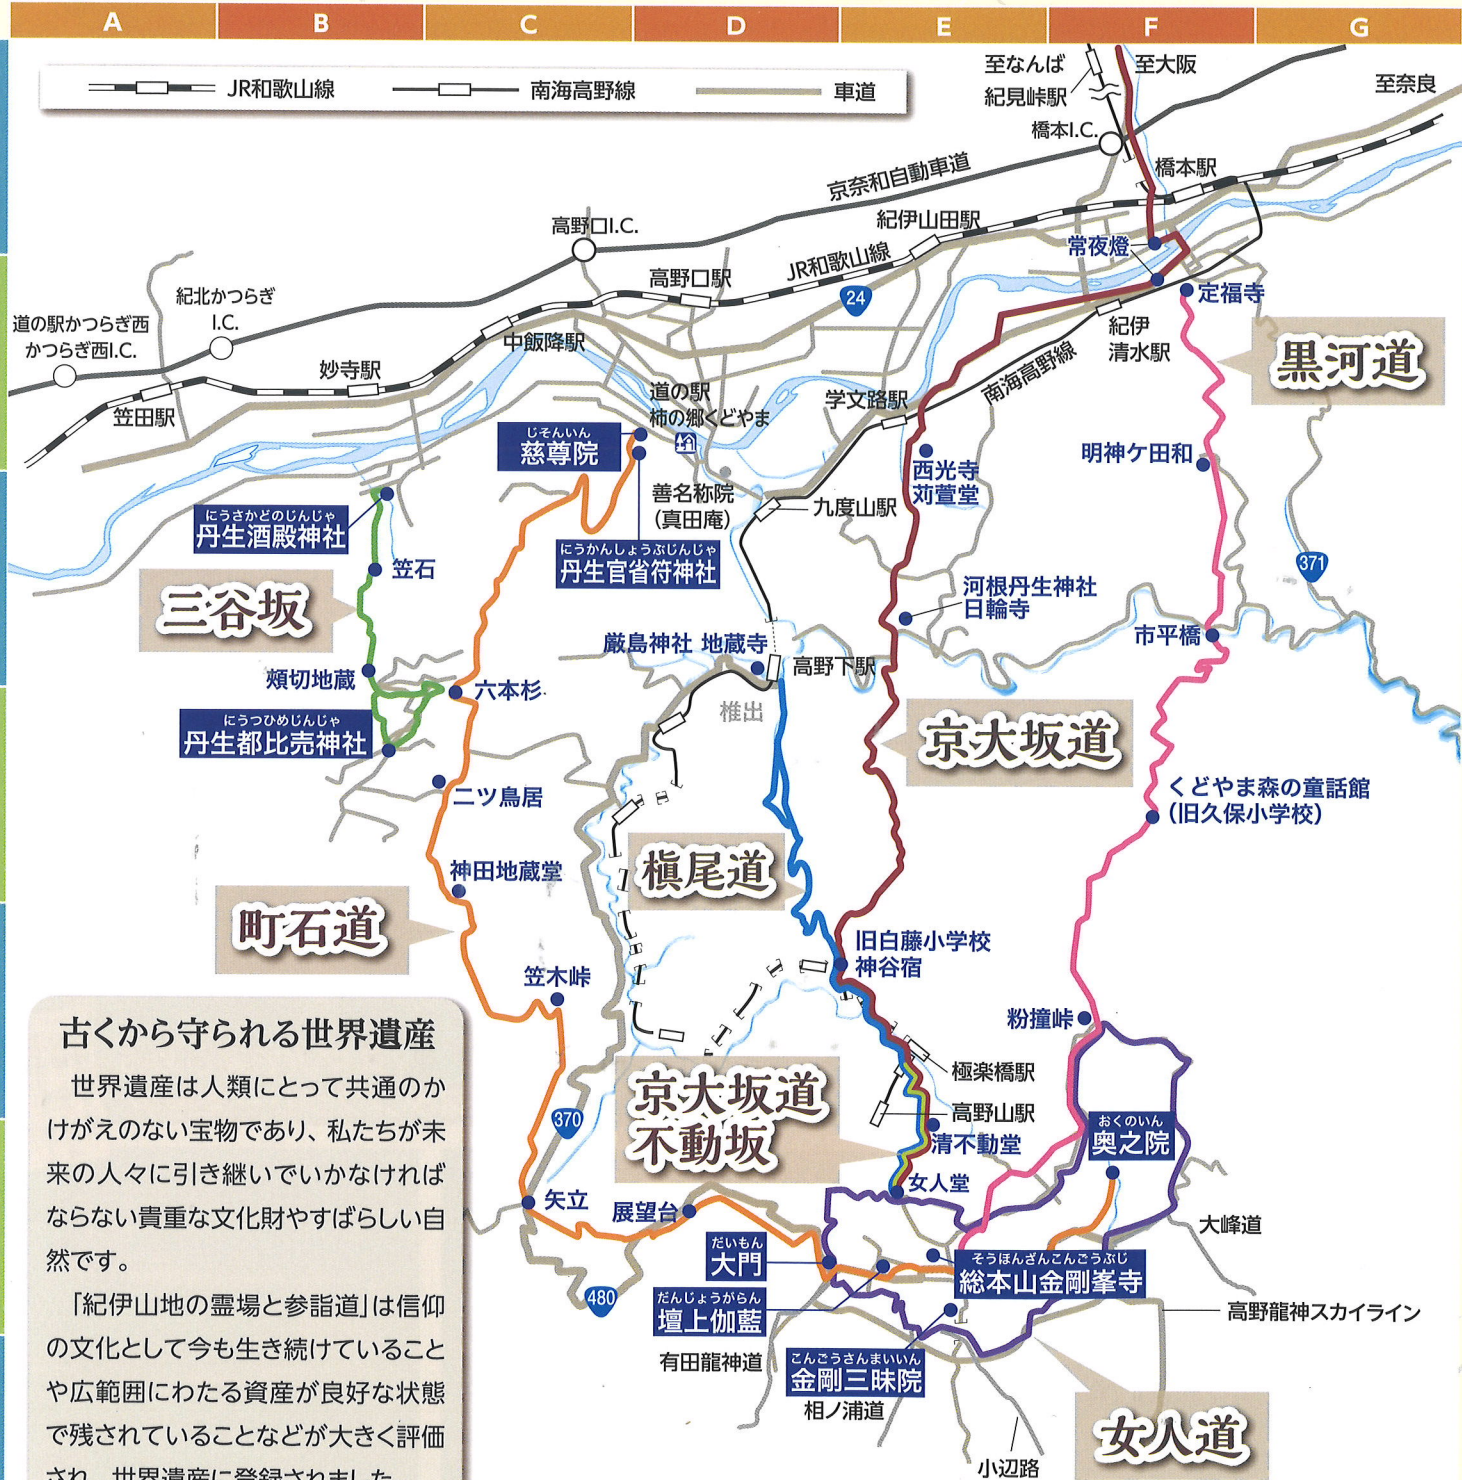 A B C D E F G
JR和歌山線 南海高野線 車道
至なんば
紀見峠駅
至大阪
至奈良
橋本I.C.
橋本駅
京奈和自動車道
紀伊山田駅
高野口I.C.
常夜燈
JR和歌山線
高野口駅
24
定福寺
紀北かつらぎ
I.C.
道の駅かつらぎ西
かつらぎ西I.C.
中飯降駅
紀伊
清水駅
黒河道
妙寺駅
南海高野線
笠田駅
道の駅
柿の郷くどやま
学文路駅
じそんいん
慈尊院
明神ケ田和
西光寺
苅萱堂
善名称院
(真田庵)
九度山駅
にうさかどのじんじゃ
丹生酒殿神社
にうかんしょうぶじんじゃ
丹生官省符神社
笠石
371
三谷坂
河根丹生神社
日輪寺
市平橋
厳島神社 地蔵寺
高野下駅
頬切地蔵
六本杉
椎出
にうつひめじんじゃ
丹生都比売神社
京大坂道
二ツ鳥居
くどやま森の童話館
(旧久保小学校)
神田地蔵堂
槇尾道
町石道
旧白藤小学校
神谷宿
笠木峠
粉撞峠
極楽橋駅
高野山駅
京大坂道
不動坂
清不動堂
370
おくのいん
奥之院
女人堂
矢立
展望台
大峰道
だいもん
大門
そうほんざんこんごうぶじ
総本山金剛峯寺
480
だんじょうがらん
壇上伽藍
高野龍神スカイライン
有田龍神道
こんごうさんまいいん
金剛三昧院
相ノ浦道
女人道
小辺路
古くから守られる世界遺産
世界遺産は人類にとって共通のか
けがえのない宝物であり、私たちが未
来の人々に引き継いでいかなければ
ならない貴重な文化財やすばらしい自
然です。
「紀伊山地の霊場と参詣道」は信仰
の文化として今も生き続けていること
や広範囲にわたる資産が良好な状態
で残されていることなどが大きく評価
され、世界遺産に登録されました。